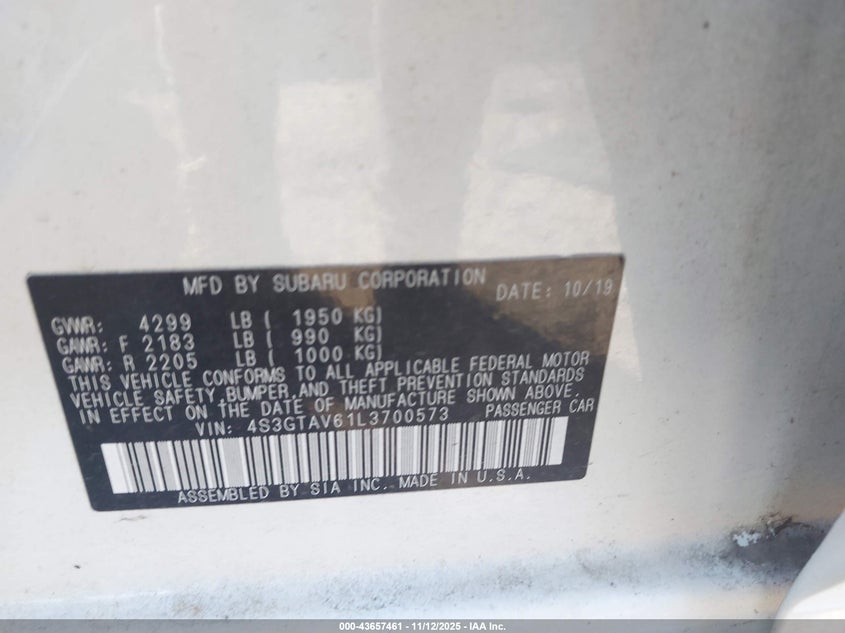 MFD BY SUBARU CORPORATION DATE: 10/19
GVWR: 4299 LB ( 1950 KG)
GAWR: F 2183 LB ( 990 KG)
GAWR: R 2205 LB ( 1000 KG)
THIS VEHICLE CONFORMS TO ALL APPLICABLE FEDERAL MOTOR
VEHICLE SAFETY,BUMPER,AND THEFT PREVENTION STANDARDS
IN EFFECT ON THE DATE OF MANUFACTURE SHOWN ABOVE.
VIN: 4S3GTAV61L3700573 PASSENGER CAR
ASSEMBLED BY SIA INC. MADE IN U.S.A.
000-43657461 - 11/12/2025 - IAA Inc.